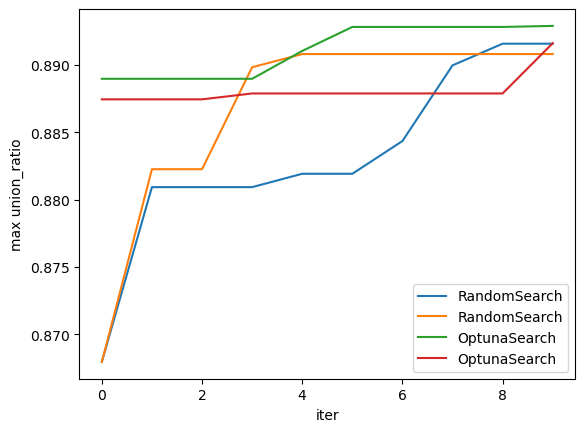 max union_ratio
0.890
0.885
0.880
0.875
0.870
0
2
4
6
8
iter
RandomSearch
RandomSearch
OptunaSearch
OptunaSearch